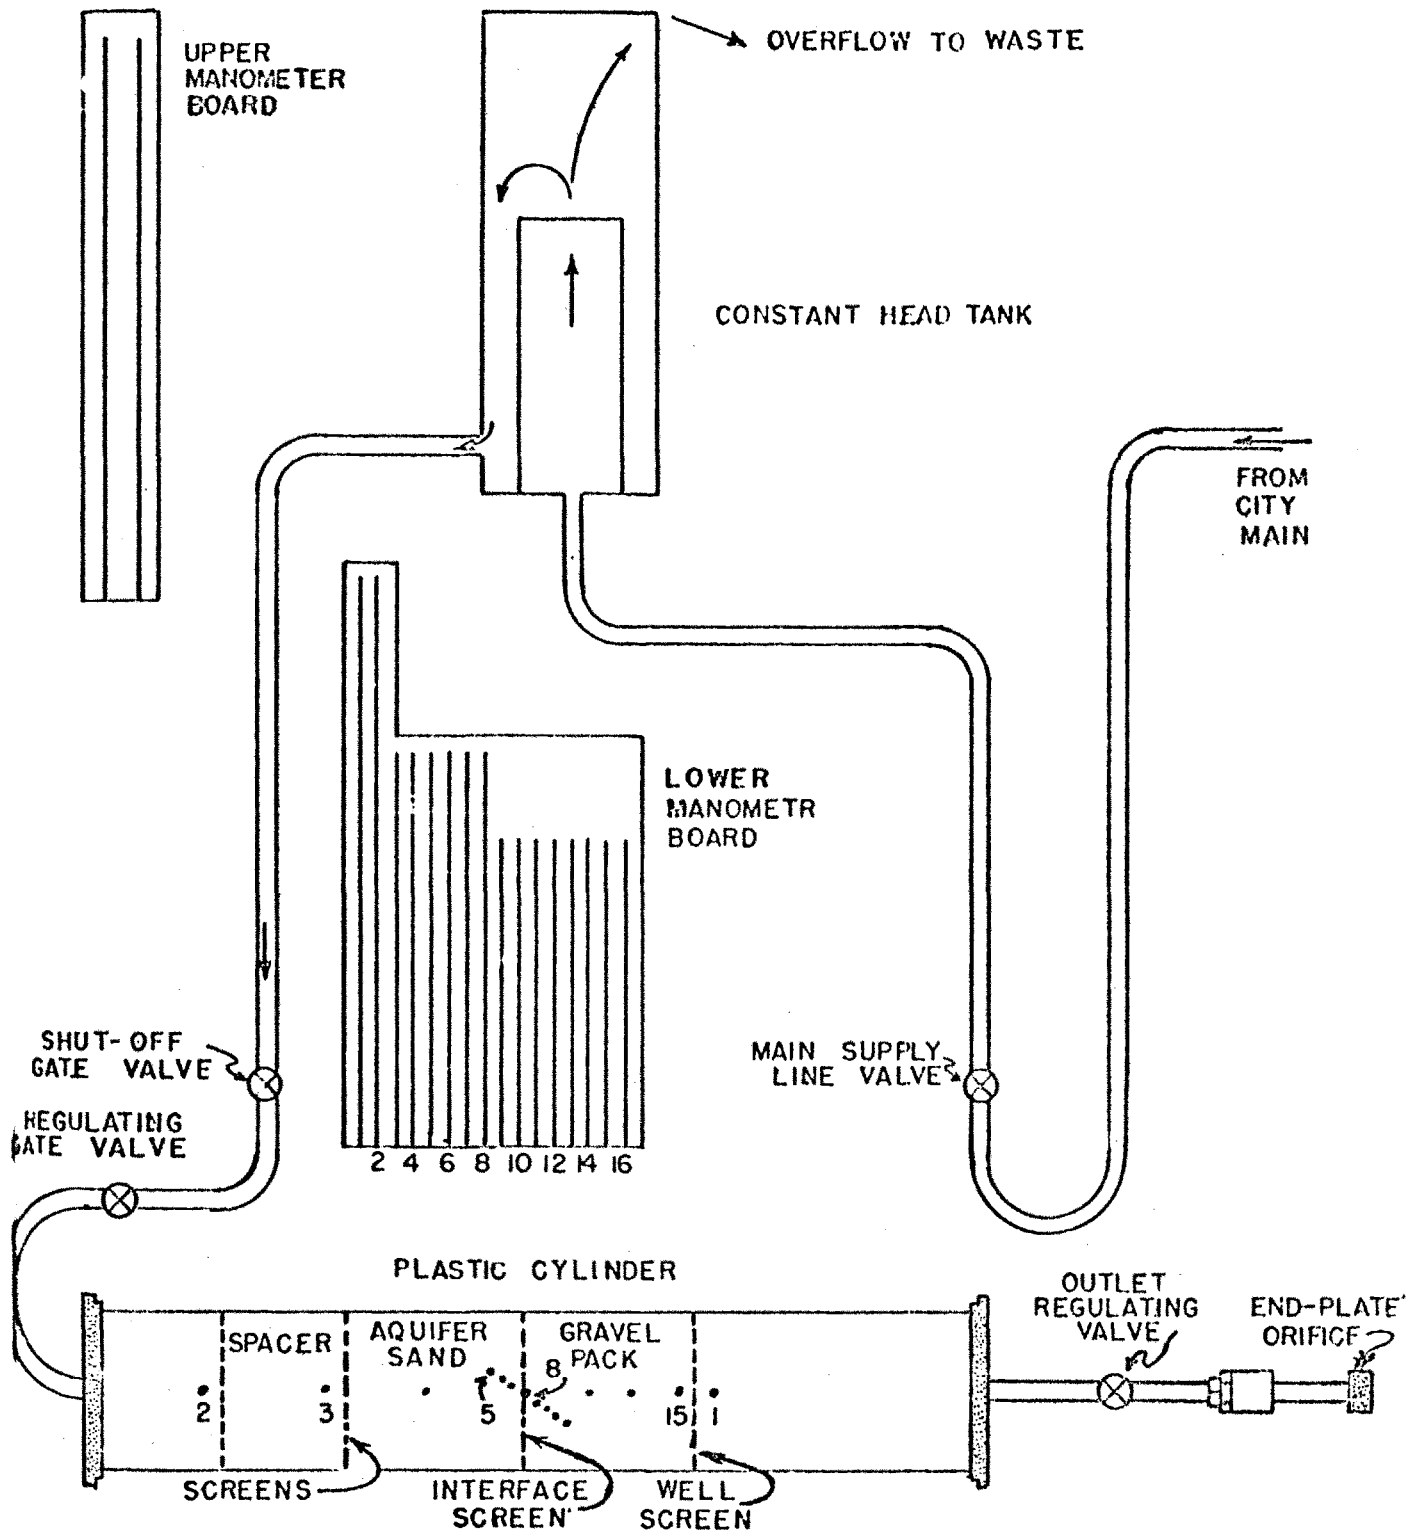 UPPER
MANOMETER
BOARD
OVERFLOW TO WASTE
CONSTANT HEAD TANK
FROM
CITY
MAIN
LOWER
MANOMETR
BOARD
SHUT-OFF
GATE VALVE
REGULATING
GATE VALVE
MAIN SUPPLY
LINE VALVE
2 4 6 8 10 12 14 16
PLASTIC CYLINDER
OUTLET
REGULATING
VALVE
END-PLATE
ORIFICE
SPACER
AQUIFER
SAND
GRAVEL
PACK
8
2
3
5
15
1
SCREENS
INTERFACE
SCREEN
WELL
SCREEN